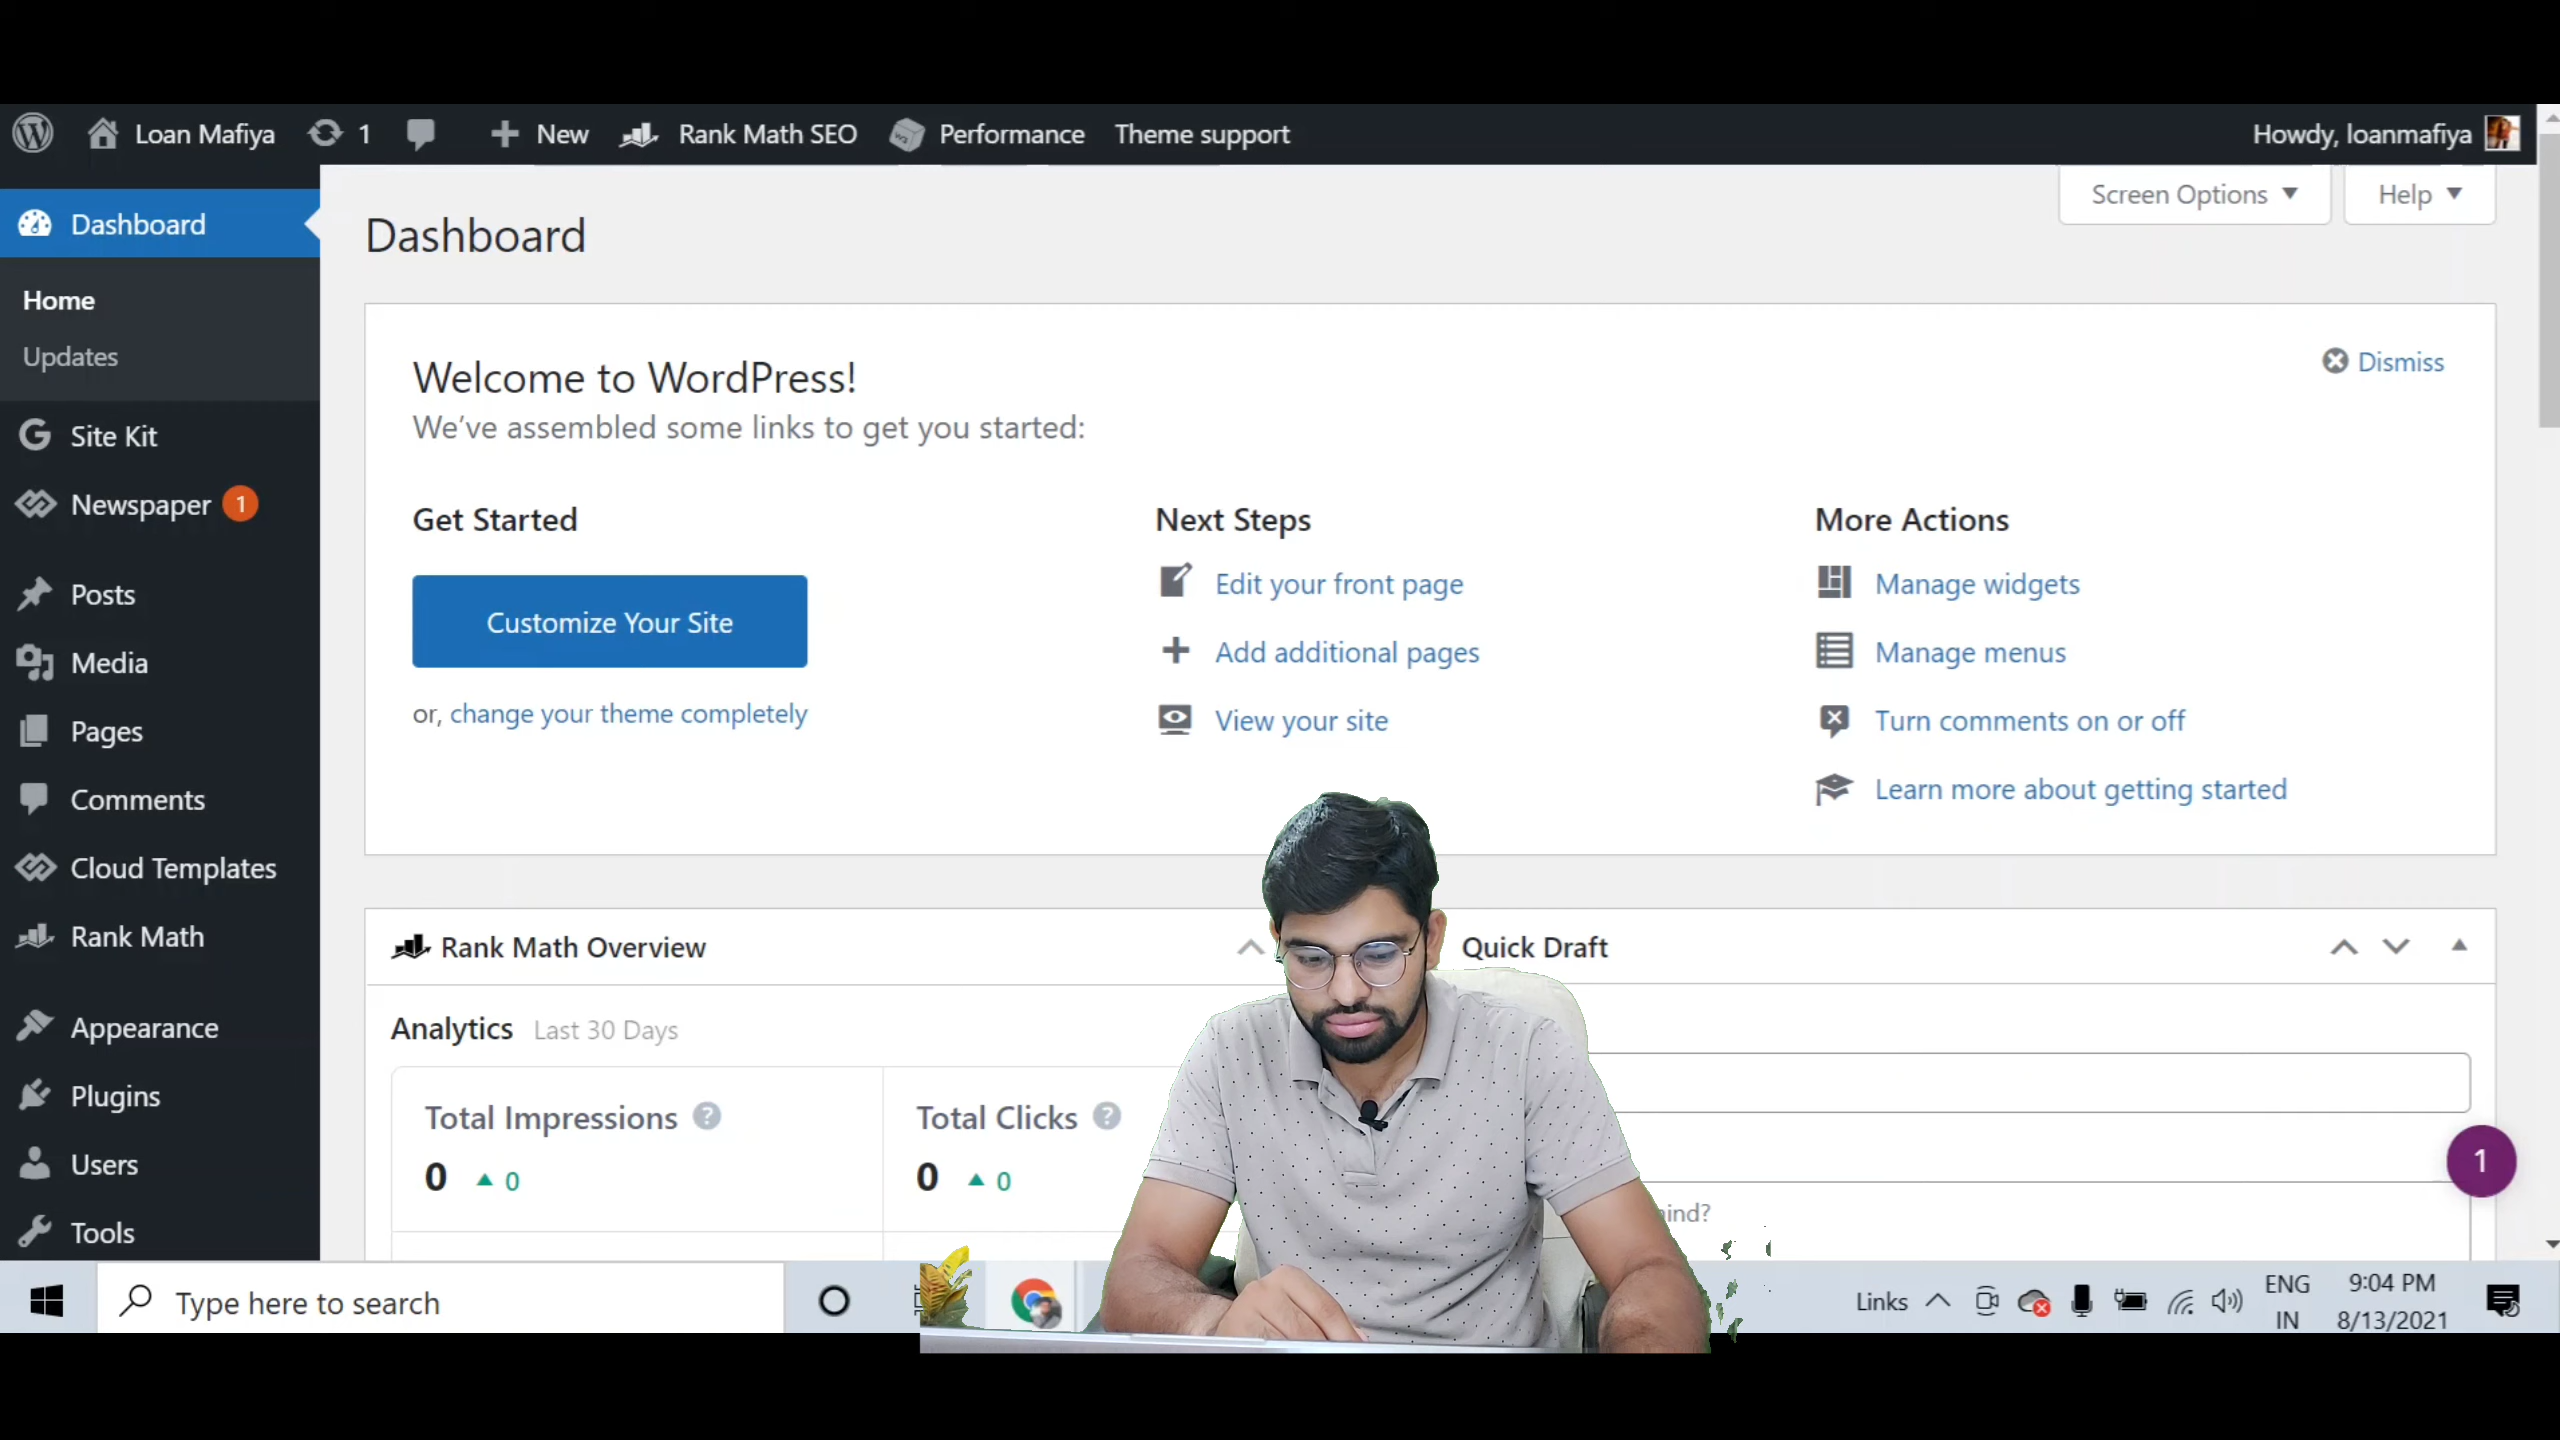 Loan Mafiya 1 New Rank Math SEO Performance Theme support Howdy, loanmafiya
Screen Options Help
Dashboard
Home
Updates
Site Kit
Newspaper 1
Posts
Media
Pages
Comments
Cloud Templates
Rank Math
Appearance
Plugins
Users
Tools
Dashboard
Welcome to WordPress!
We've assembled some links to get you started:
Dismiss
Get Started
Customize Your Site
or, change your theme completely
Next Steps
Edit your front page
Add additional pages
View your site
More Actions
Manage widgets
Manage menus
Turn comments on or off
Learn more about getting started
Rank Math Overview
Analytics Last 30 Days
Total Impressions ?
0 ▲ 0
Total Clicks ?
0 ▲ 0
Quick Draft
1
Type here to search
Links
ENG
IN
9:04 PM
8/13/2021